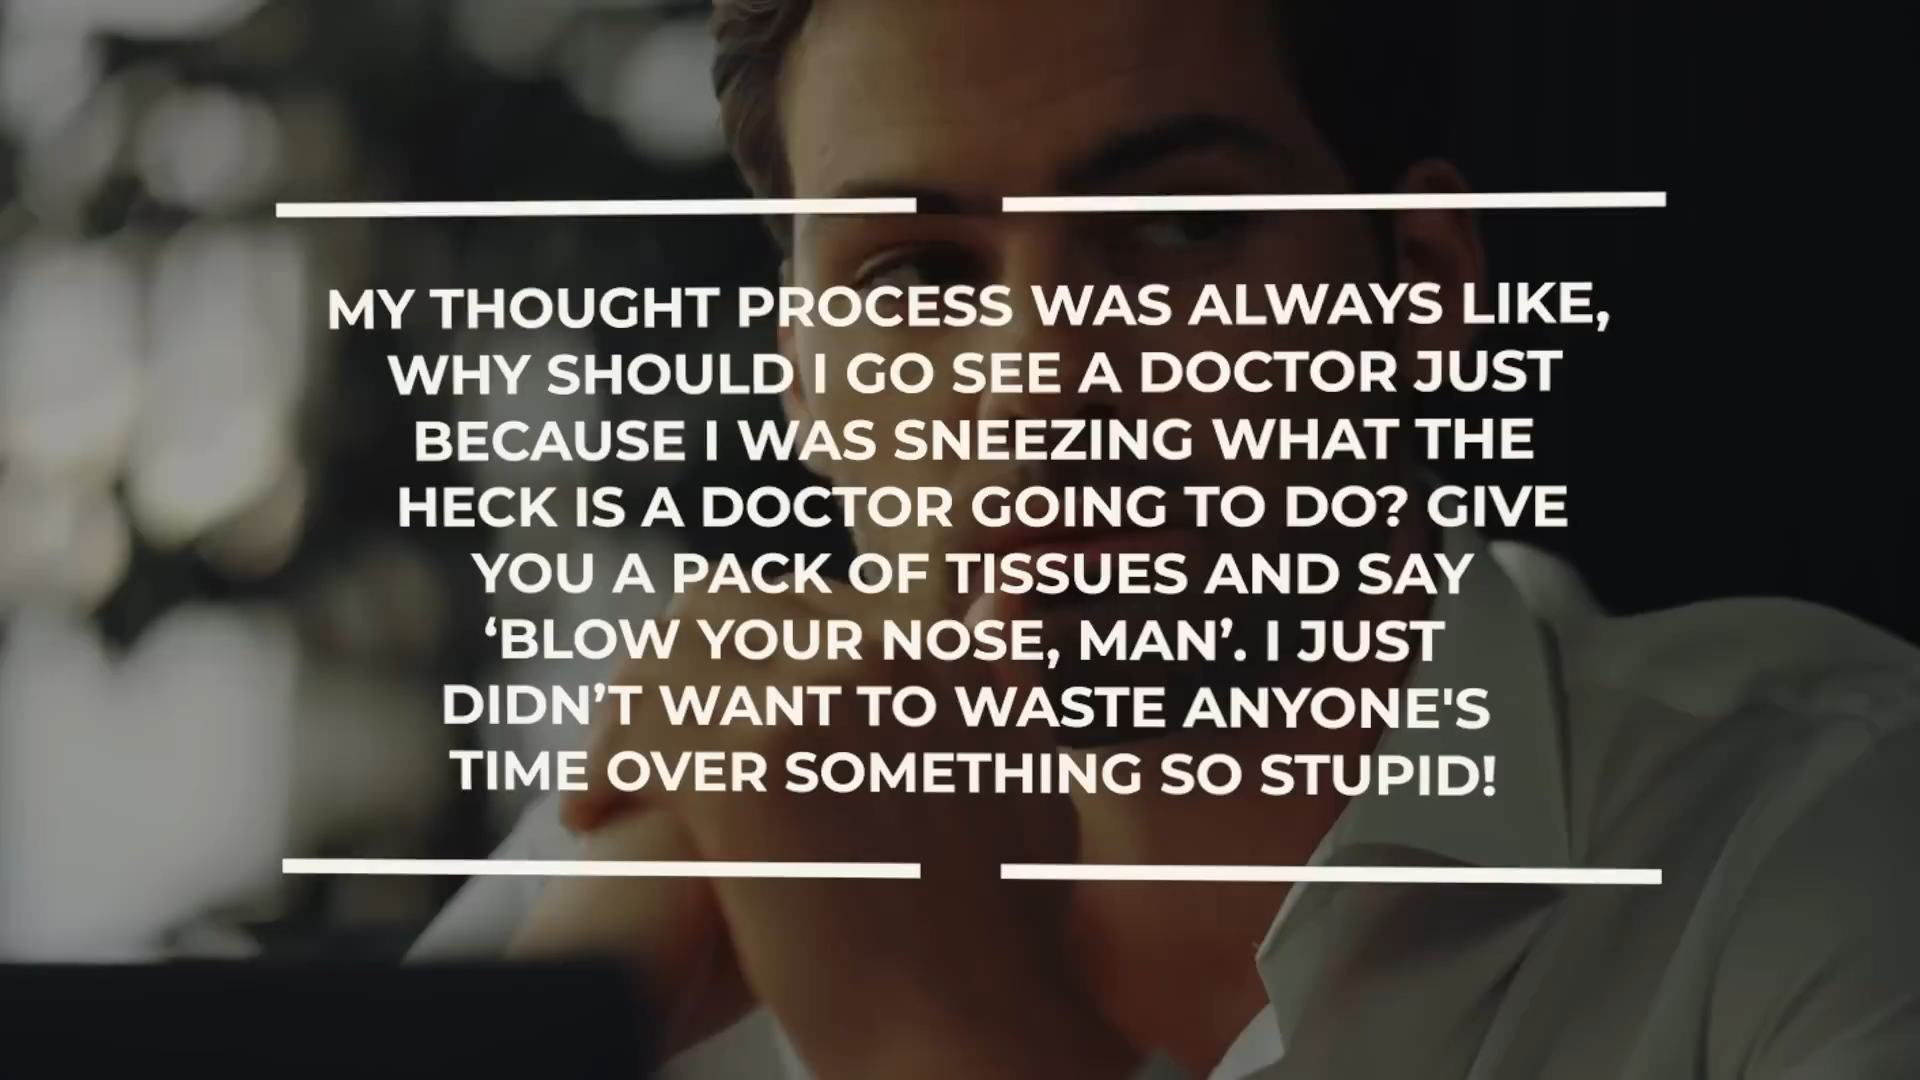 MY THOUGHT PROCESS WAS ALWAYS LIKE,
WHY SHOULD I GO SEE A DOCTOR JUST
BECAUSE I WAS SNEEZING WHAT THE
HECK IS A DOCTOR GOING TO DO? GIVE
YOU A PACK OF TISSUES AND SAY
‘BLOW YOUR NOSE, MAN’. I JUST
DIDN’T WANT TO WASTE ANYONE'S
TIME OVER SOMETHING SO STUPID!